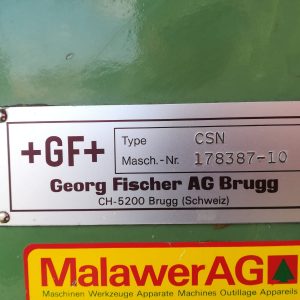 +GF+
Type CSN
Masch.-Nr. 178387-10
Georg Fischer AG Brugg
CH-5200 Brugg (Schweiz)
MalawerAG
Maschinen Werkzeuge Apparate Machines Outillage Appareils